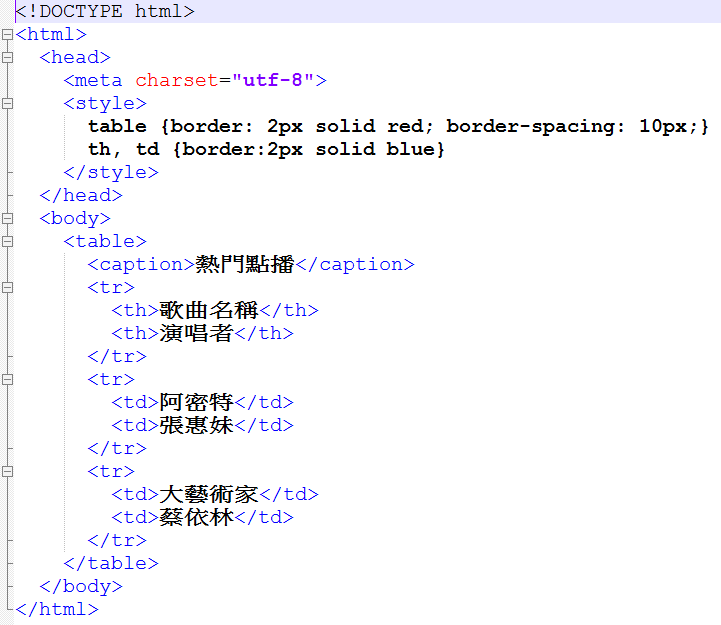 <!DOCTYPE html>
<html>
<head>
<meta charset="utf-8">
<style>
table {border: 2px solid red; border-spacing: 10px;}
th, td {border:2px solid blue}
</style>
</head>
<body>
<table>
<caption>熱門點播</caption>
<tr>
<th>歌曲名稱</th>
<th>演唱者</th>
</tr>
<tr>
<td>阿密特</td>
<td>張惠妹</td>
</tr>
<tr>
<td>大藝術家</td>
<td>蔡依林</td>
</tr>
</table>
</body>
</html>